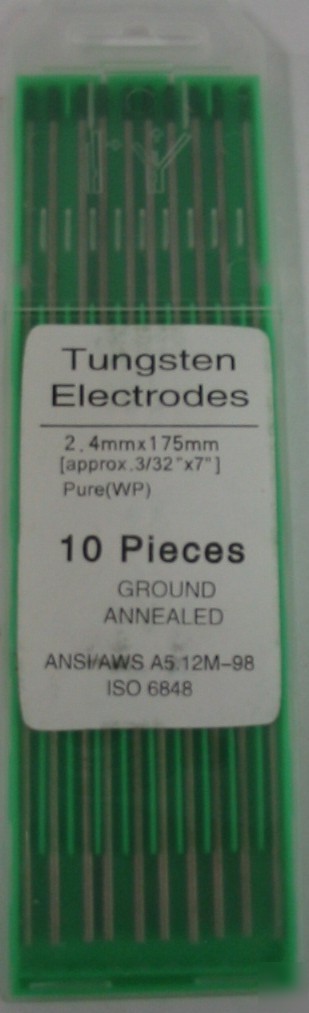 Tungsten
Electrodes
2.4mmx175mm
[approx.3/32"x7"]
Pure(WP)
10 Pieces
GROUND
ANNEALED
ANSI/AWS A5.12M-98
ISO 6848